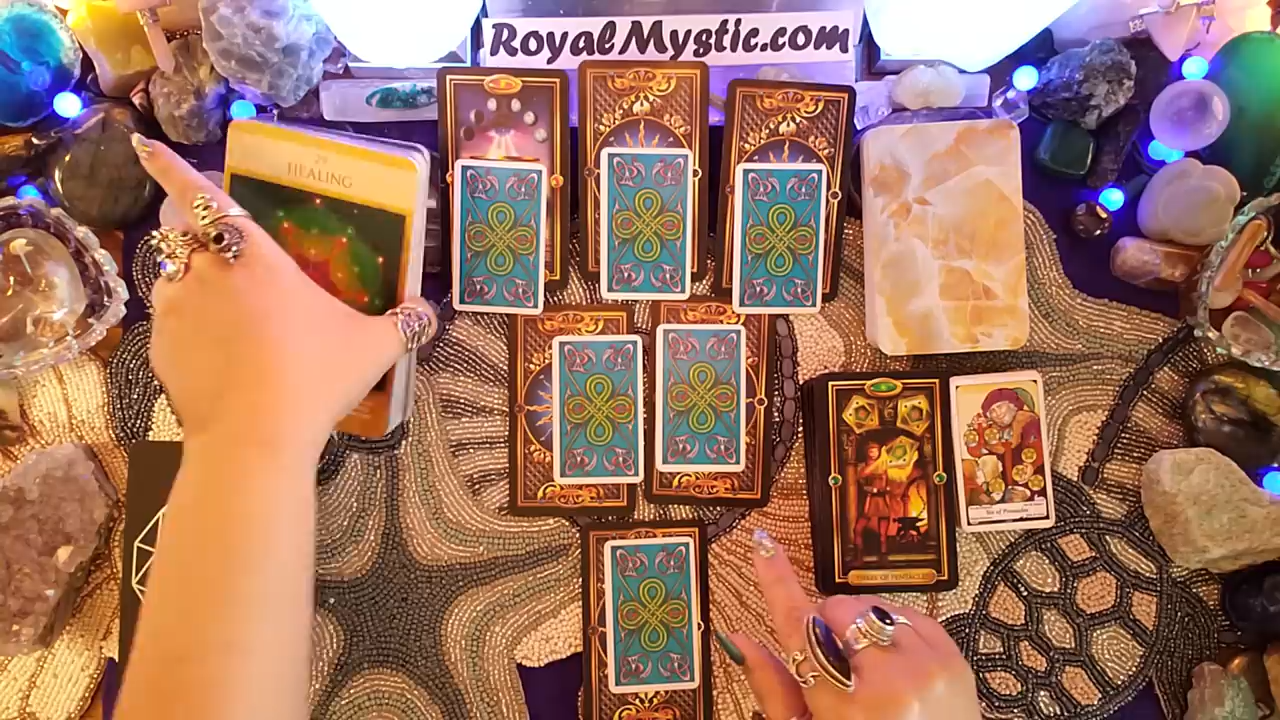 RoyalMystic.com
29
HEALING
THREE OF PENTACLES
Six of Pentacles